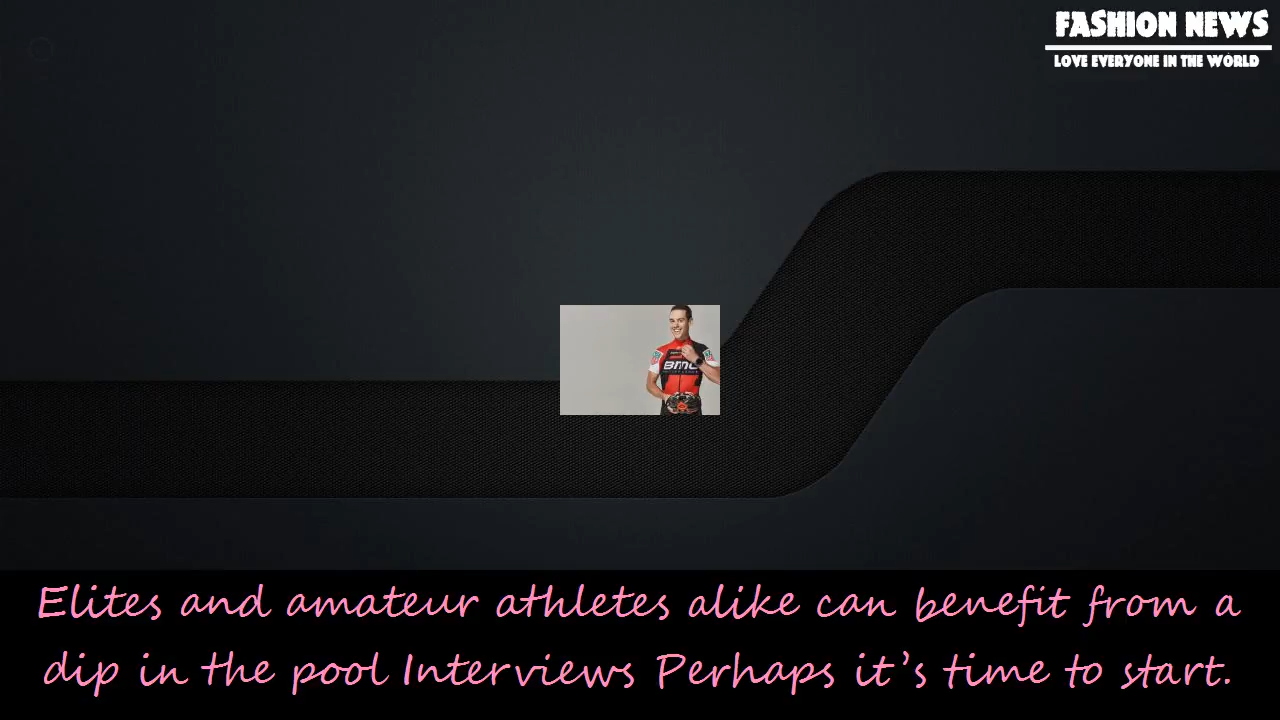 FASHION NEWS
LOVE EVERYONE IN THE WORLD
BMC
Elites and amateur athletes alike can benefit from a
dip in the pool Interviews Perhaps it's time to start.